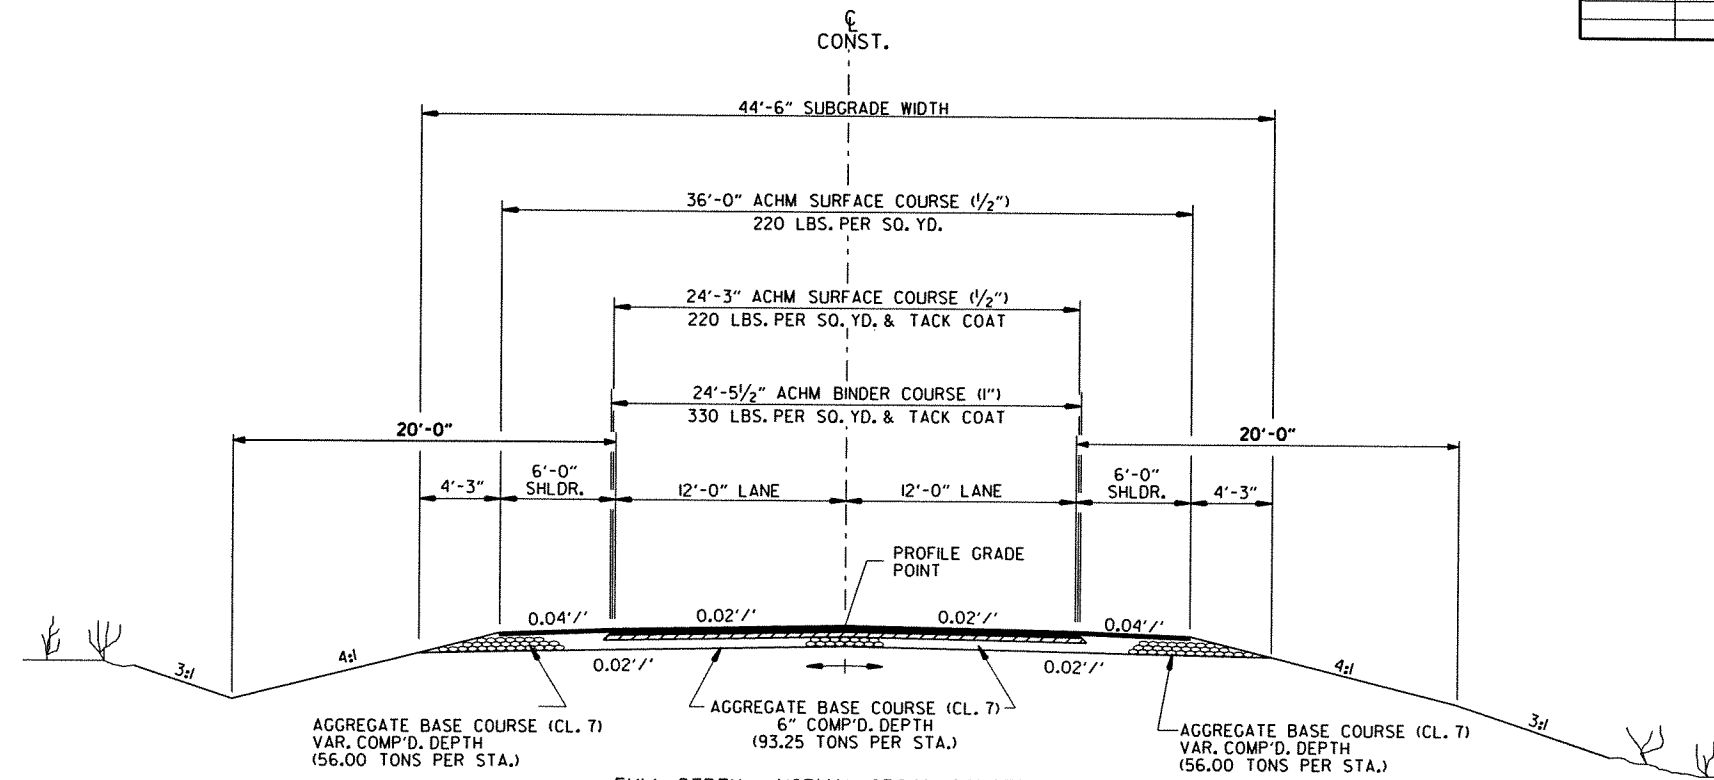 ℄
CONST.
44'-6" SUBGRADE WIDTH
36'-0" ACHM SURFACE COURSE (1/2")
220 LBS. PER SQ. YD.
24'-3" ACHM SURFACE COURSE (1/2")
220 LBS. PER SQ. YD. & TACK COAT
24'-5 1/2" ACHM BINDER COURSE (1")
330 LBS. PER SQ. YD. & TACK COAT
20'-0"
20'-0"
4'-3"
6'-0"
SHLDR.
12'-0" LANE
12'-0" LANE
6'-0"
SHLDR.
4'-3"
PROFILE GRADE
POINT
0.04'/'
0.02'/'
0.02'/'
0.04'/'
3:1
4:1
0.02'/'
0.02'/'
4:1
3:1
AGGREGATE BASE COURSE (CL. 7)
VAR. COMP'D. DEPTH
(56.00 TONS PER STA.)
AGGREGATE BASE COURSE (CL. 7)
6" COMP'D. DEPTH
(93.25 TONS PER STA.)
AGGREGATE BASE COURSE (CL. 7)
VAR. COMP'D. DEPTH
(56.00 TONS PER STA.)